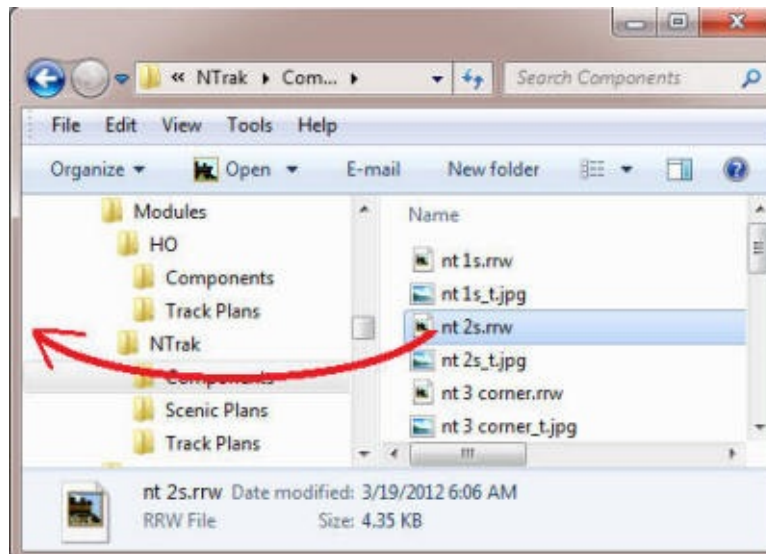 « NTrak ▸ Com... ▸ Search Components
File Edit View Tools Help
Organize Open E-mail New folder
Modules
HO
Components
Track Plans
NTrak
Components
Scenic Plans
Track Plans
Name
nt 1s.rrw
nt 1s_t.jpg
nt 2s.rrw
nt 2s_t.jpg
nt 3 corner.rrw
nt 3 corner_t.jpg
nt 2s.rrw Date modified: 3/19/2012 6:06 AM
RRW File Size: 4.35 KB